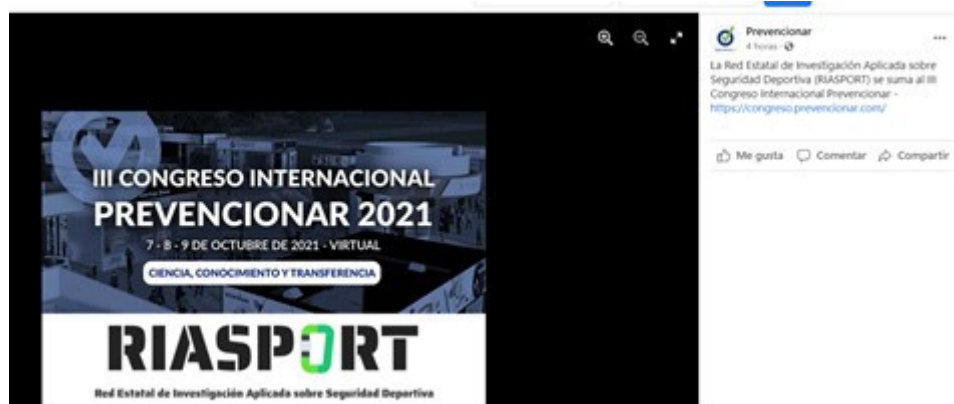 III CONGRESO INTERNACIONAL
PREVENCIONAR 2021
7 - 8 - 9 DE OCTUBRE DE 2021 - VIRTUAL
CIENCIA, CONOCIMIENTO Y TRANSFERENCIA
RIASPORT
Red Estatal de Investigación Aplicada sobre Seguridad Deportiva
Prevencionar
4 horas ·
La Red Estatal de Investigación Aplicada sobre
Seguridad Deportiva (RIASPORT) se suma al III
Congreso Internacional Prevencionar -
https://congreso.prevencionar.com/
Me gusta Comentar Compartir